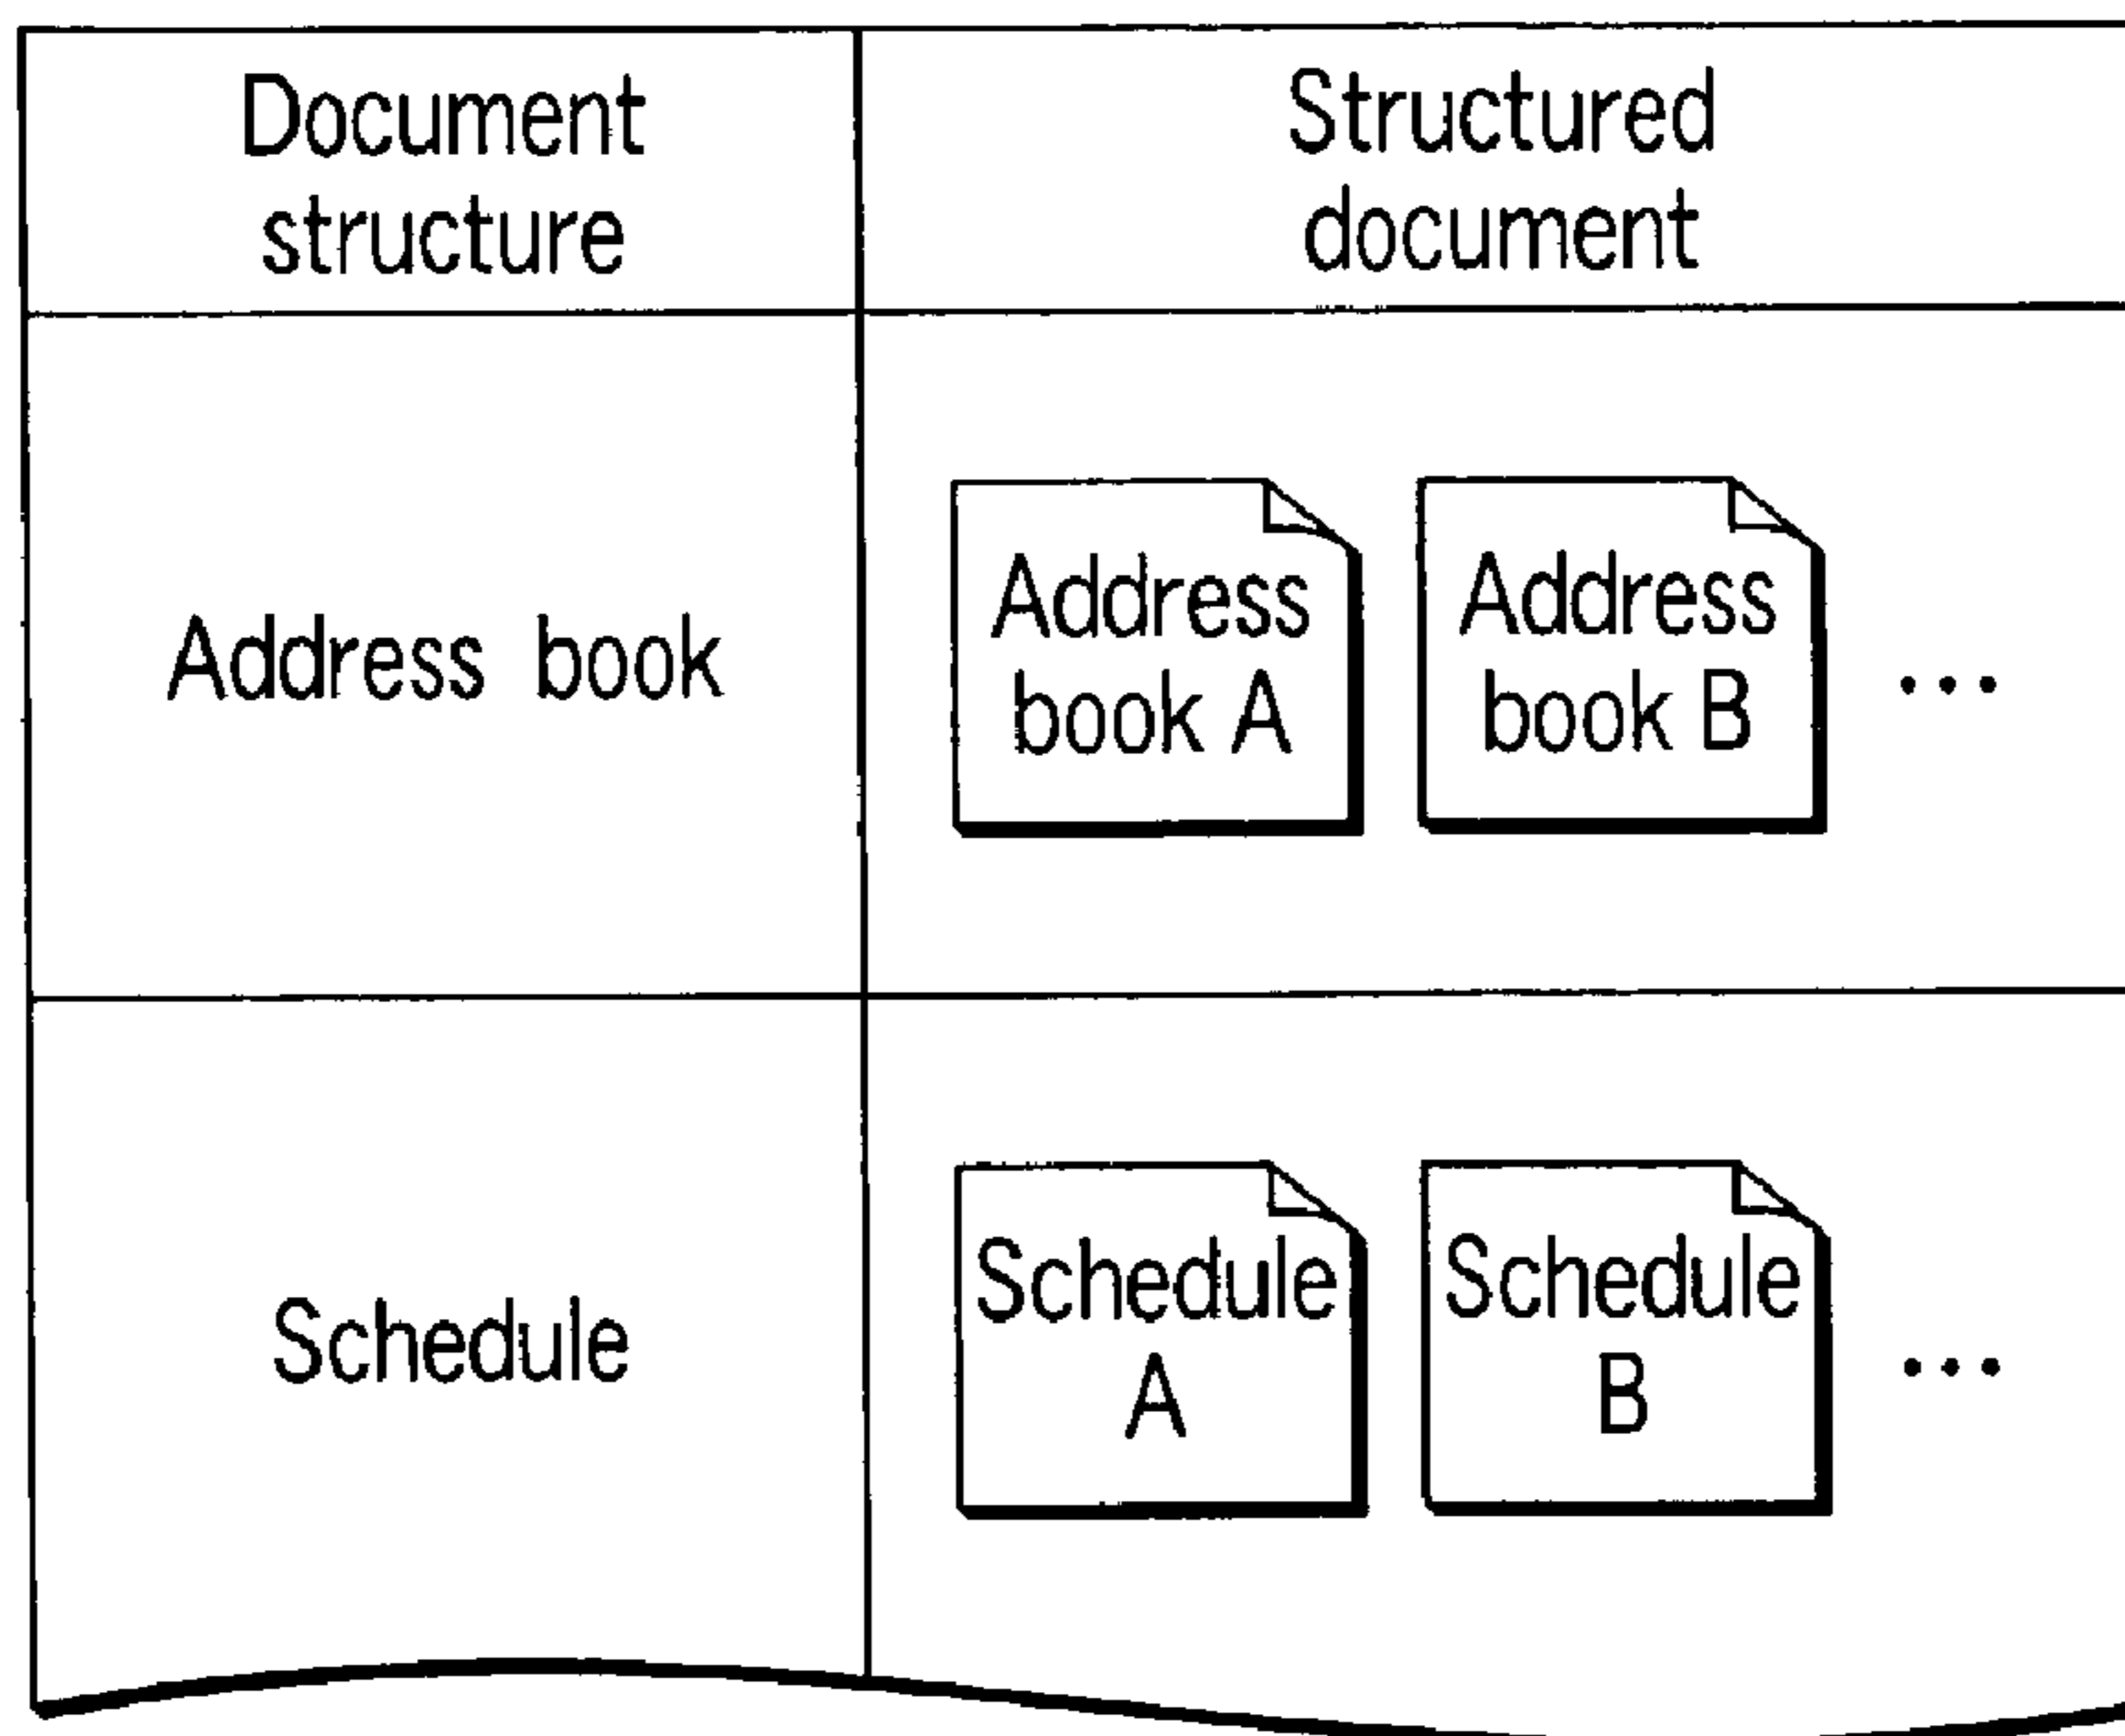 Document
structure
Structured
document
Address book
Address
book A
Address
book B
...
Schedule
Schedule
A
Schedule
B
...